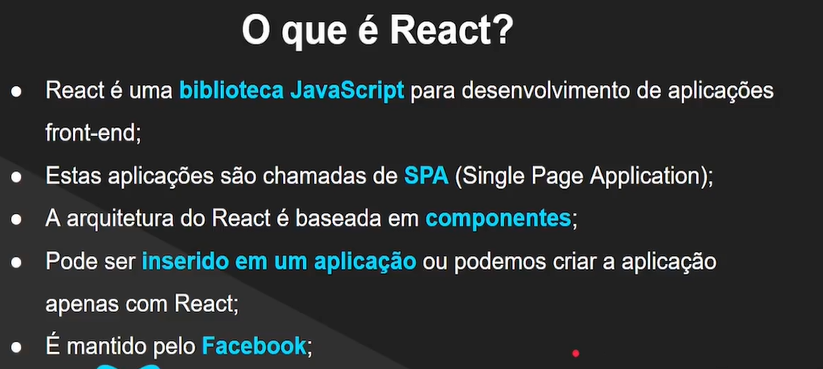 O que é React?
● React é uma biblioteca JavaScript para desenvolvimento de aplicações
front-end;
● Estas aplicações são chamadas de SPA (Single Page Application);
● A arquitetura do React é baseada em componentes;
● Pode ser inserido em um aplicação ou podemos criar a aplicação
apenas com React;
● É mantido pelo Facebook;